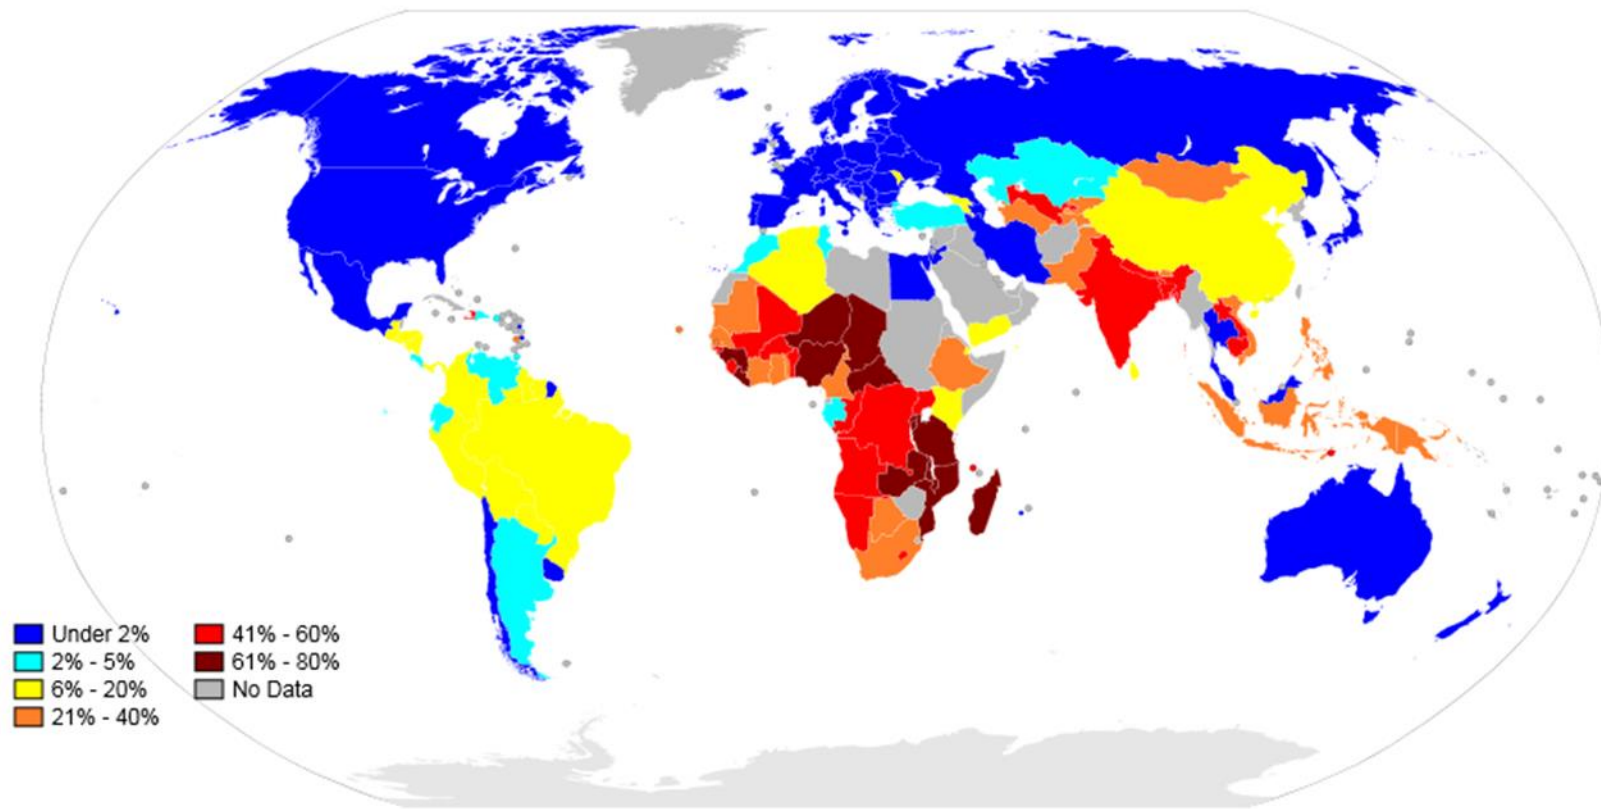 Under 2%
2% - 5%
6% - 20%
21% - 40%
41% - 60%
61% - 80%
No Data